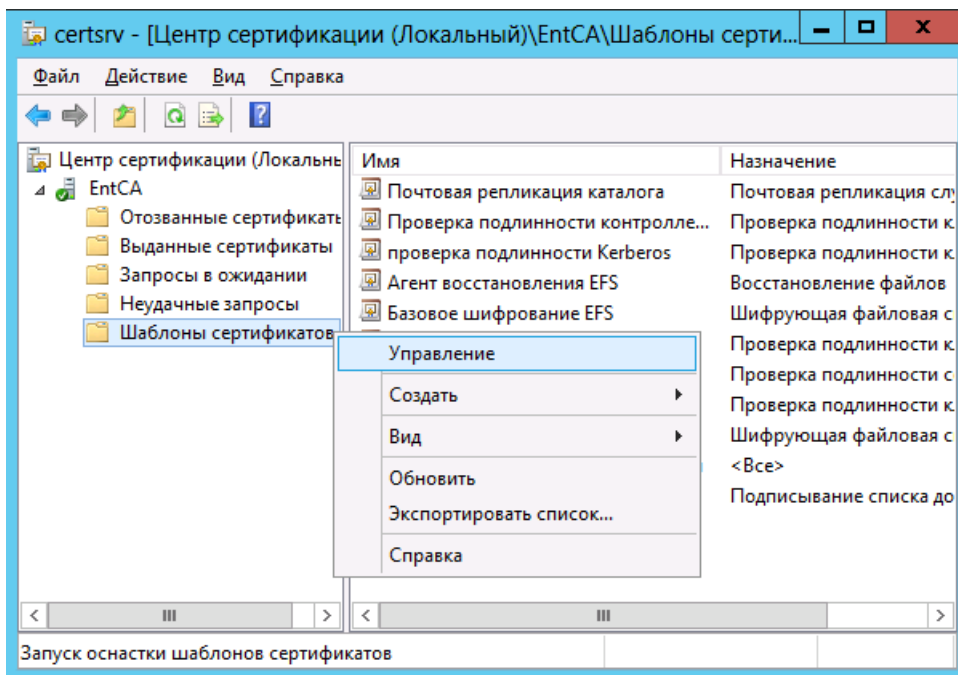 certsrv - [Центр сертификации (Локальный)\EntCA\Шаблоны серти...
Файл Действие Вид Справка
Центр сертификации (Локальнь
EntCA
Отозванные сертификать
Выданные сертификаты
Запросы в ожидании
Неудачные запросы
Шаблоны сертификатов
Имя Назначение
Почтовая репликация каталога Почтовая репликация слу
Проверка подлинности контролле... Проверка подлинности к
проверка подлинности Kerberos Проверка подлинности к
Агент восстановления EFS Восстановление файлов
Базовое шифрование EFS Шифрующая файловая с
Проверка подлинности к
Проверка подлинности с
Проверка подлинности к
Шифрующая файловая с
<Все>
Подписывание списка до
Управление
Создать
Вид
Обновить
Экспортировать список...
Справка
Запуск оснастки шаблонов сертификатов